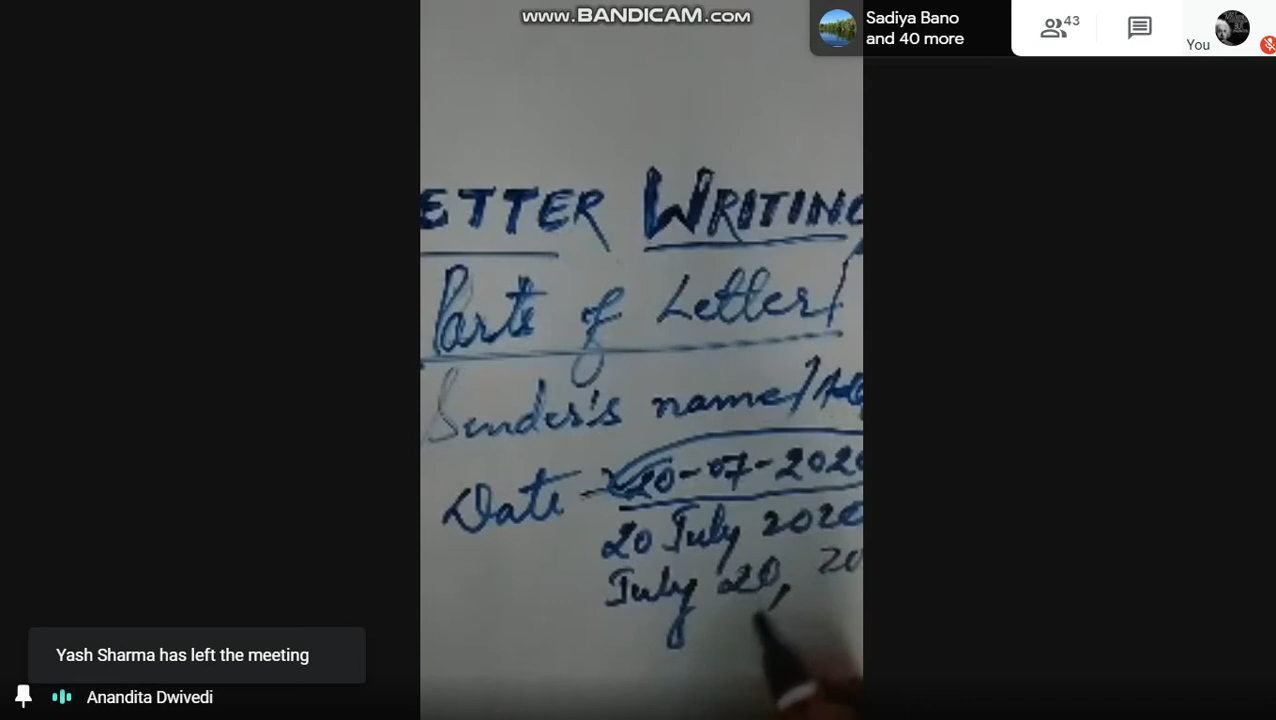 www.BANDICAM.com
Sadiya Bano
and 40 more
43
You
ETTER WRITING
Parts of Letter/
Sender's name/
Date → 20-07-2020
20 July 2020
July 20, 20
Yash Sharma has left the meeting
Anandita Dwivedi